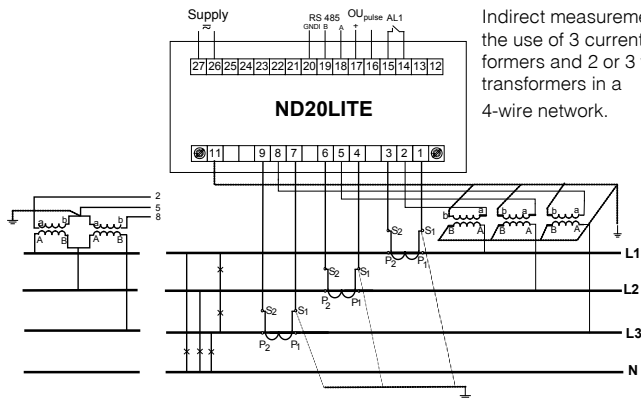 Supply
RS 485
OUpulse
AL1
GNDI B A +
27 26 25 24 23 22 21 20 19 18 17 16 15 14 13 12
ND20LITE
11 9 8 7 6 5 4 3 2 1
Indirect
the use of 3 current
formers and 2 or 3
transformers in a
4-wire network.
2
5
8
a b b a
A B A B
b a b a b a
B A B A B A
S2 S1
P2 P1
L1
S2 S1
P2 P1
L2
S2 S1
P2 P1
L3
N